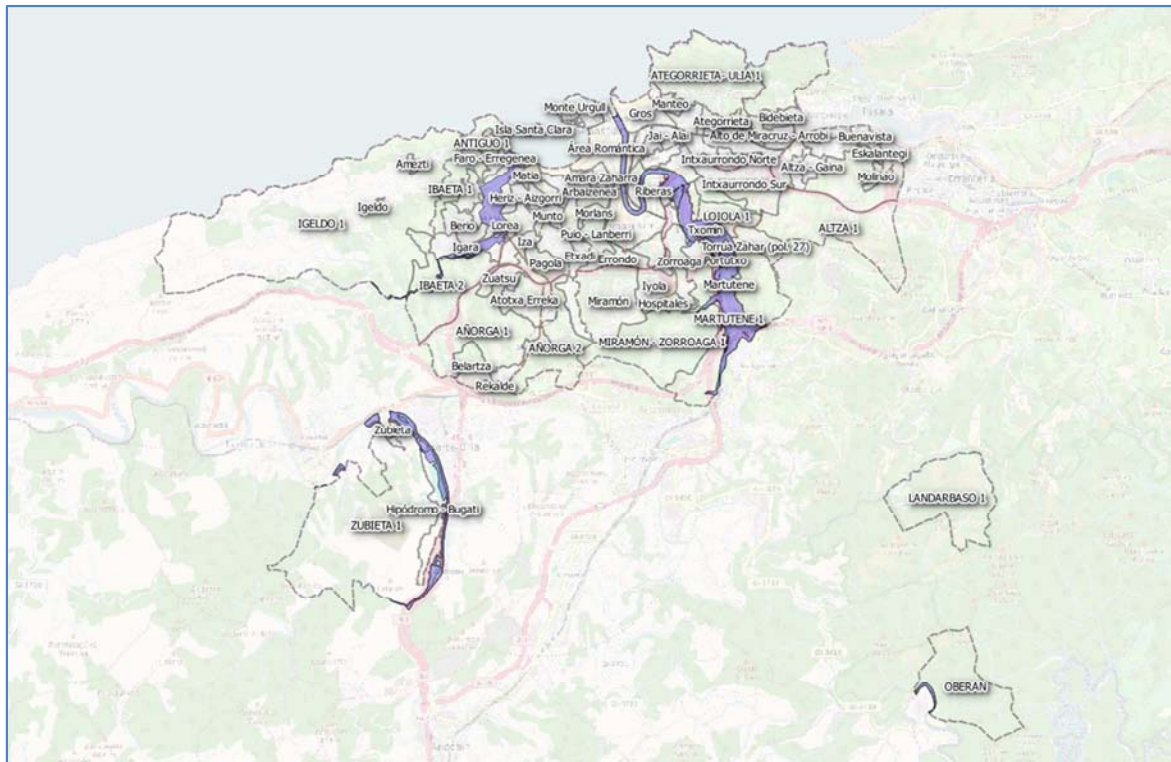 ATEGORRIETA- ULIA 1
Monte Urgull
Manteo
Gros
Isla Santa Clara
Ategorrieta
Bidebieta
Jai - Alai
Alto de Miracruz - Arrobi
Buenavista
ANTIGUO 1
Área Romántica
Faro - Erregenea
Intxaurrondo Norte
Eskalantegi
Amezti
Altza - Gaina
Matia
Amara Zaharra
Molinao
IBAETA 1
Intxaurrondo Sur
Heriz - Aizgorri
Arbaizenea
Riberas
Igeldo
Munto
Morlans
LOIOLA 1
IGELDO 1
Berio
Lorea
Txomin
ALTZA 1
Puio - Lanberri
Igara
Iza
Torrua Zahar (pol. 27)
Etxadi
Errondo
Pagola
Zorroaga
Portutxo
Zuatsu
IBAETA 2
Iyola
Martutene
Atotxa Erreka
Miramón
Hospitales
MARTUTENE 1
AÑORGA 1
AÑORGA 2
MIRAMÓN - ZORROAGA 1
Belartza
Rekalde
Zubieta
LANDARBASO 1
Hipódromo - Bugati
ZUBIETA 1
OBERAN